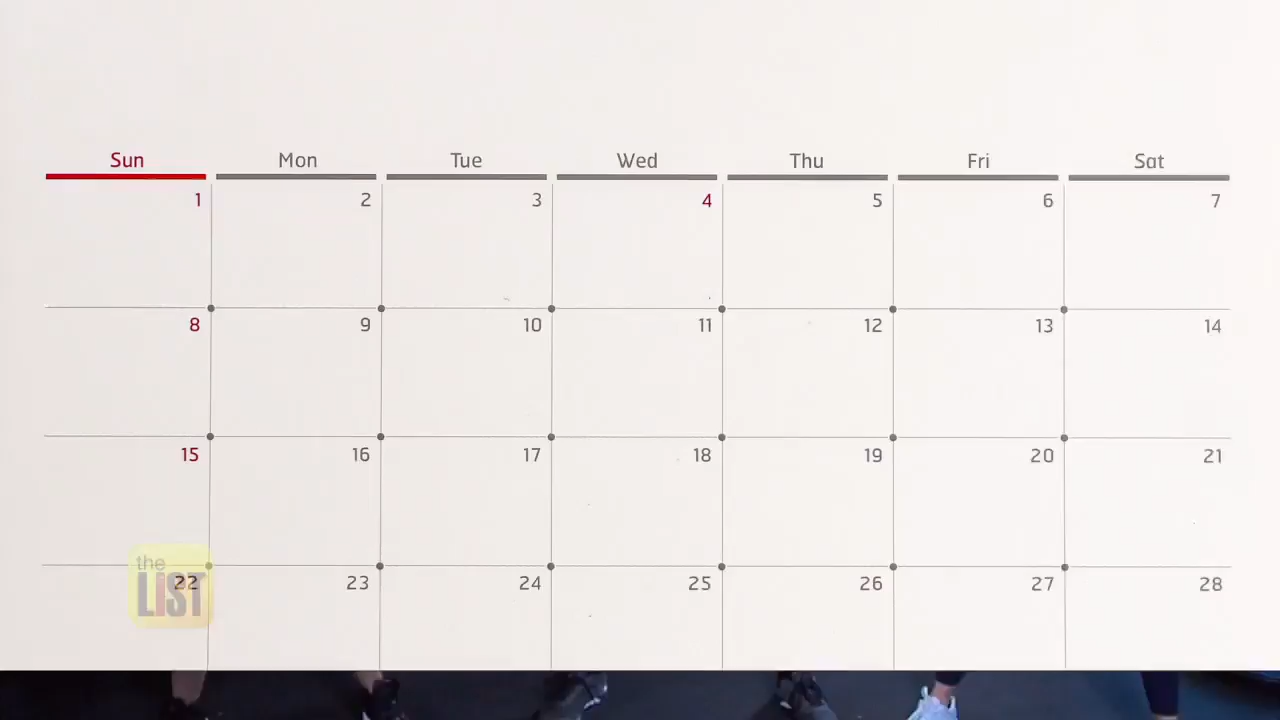 Sun Mon Tue Wed Thu Fri Sat
1 2 3 4 5 6 7
8 9 10 11 12 13 14
15 16 17 18 19 20 21
the
22 23 24 25 26 27 28
LiST